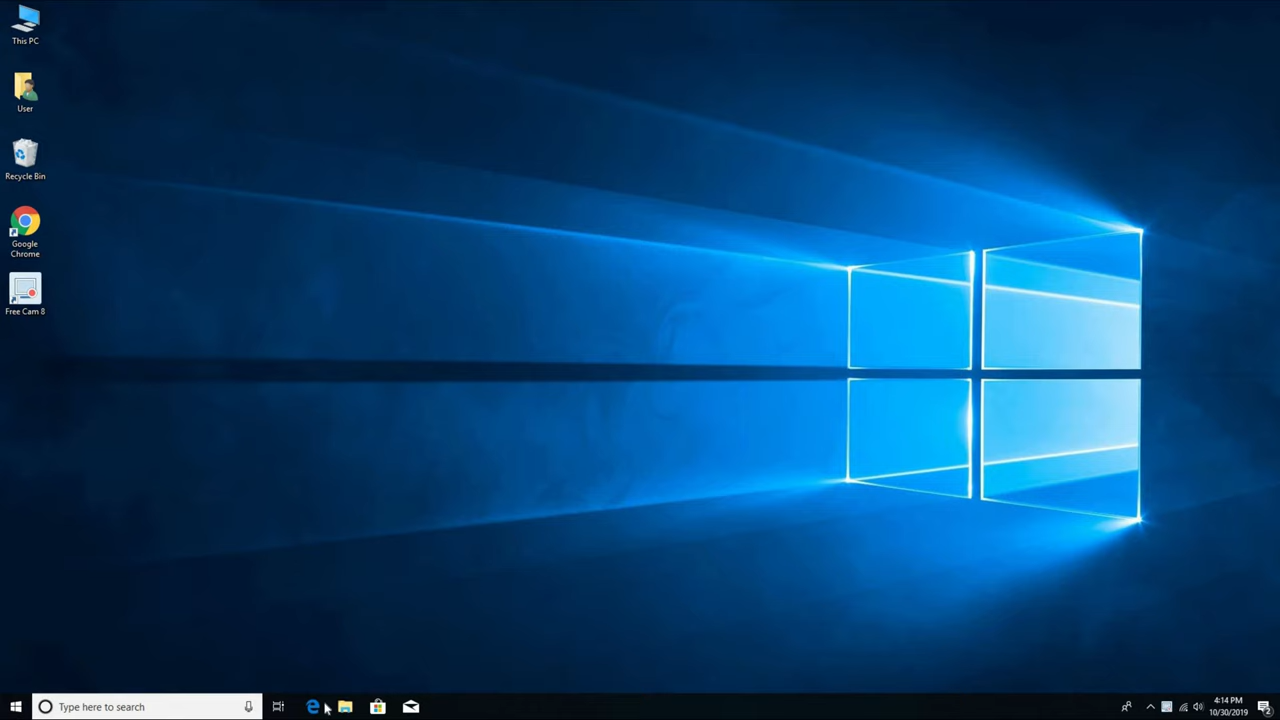 This PC
User
Recycle Bin
Google
Chrome
Free Cam 8
Type here to search
4:14 PM
10/30/2019
2